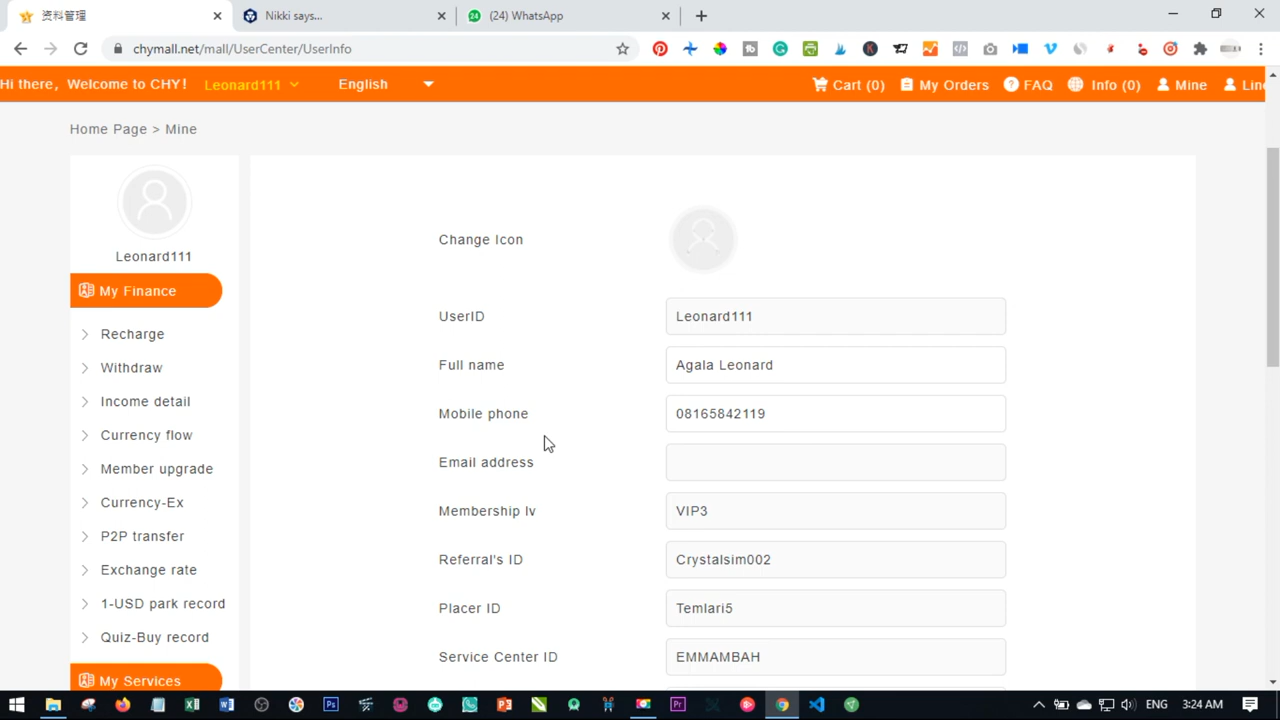 资料管理
Nikki says...
(24) WhatsApp
chymall.net/mall/UserCenter/UserInfo
Hi there, Welcome to CHY! Leonard111 English Cart (0) My Orders FAQ Info (0) Mine Line
Home Page > Mine
Leonard111
My Finance
Recharge
Withdraw
Income detail
Currency flow
Member upgrade
Currency-Ex
P2P transfer
Exchange rate
1-USD park record
Quiz-Buy record
My Services
Change Icon
UserID Leonard111
Full name Agala Leonard
Mobile phone 08165842119
Email address
Membership lv VIP3
Referral's ID Crystalsim002
Placer ID Temlari5
Service Center ID EMMAMBAH
ENG 3:24 AM